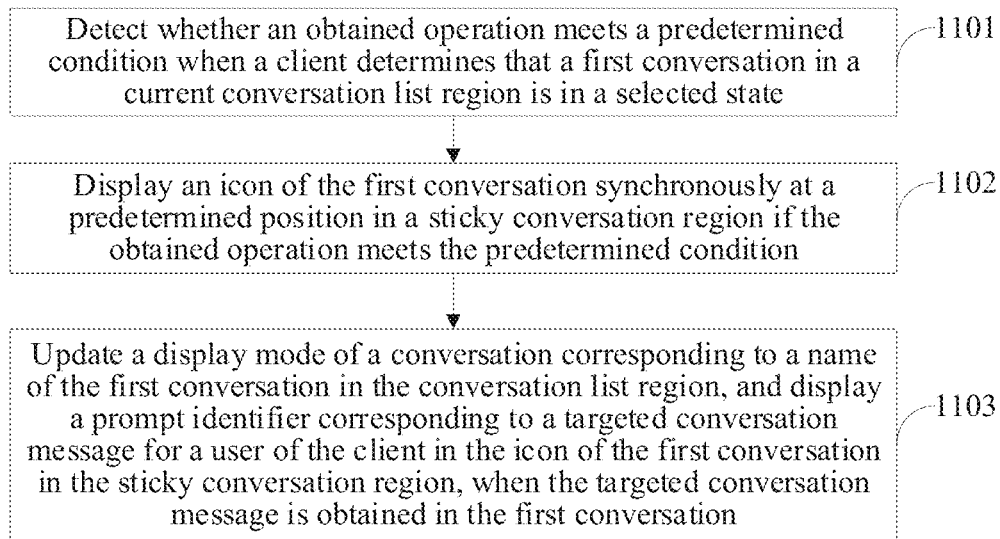 Detect whether an obtained operation meets a predetermined
condition when a client determines that a first conversation in a
current conversation list region is in a selected state
1101
Display an icon of the first conversation synchronously at a
predetermined position in a sticky conversation region if the
obtained operation meets the predetermined condition
1102
Update a display mode of a conversation corresponding to a name
of the first conversation in the conversation list region, and display
a prompt identifier corresponding to a targeted conversation
message for a user of the client in the icon of the first conversation
in the sticky conversation region, when the targeted conversation
message is obtained in the first conversation
1103